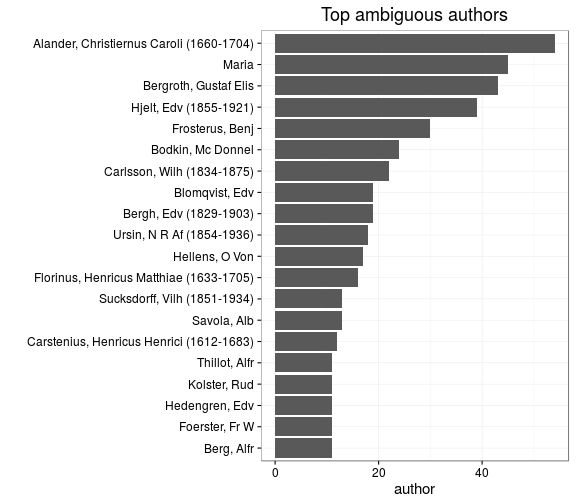 Top ambiguous authors
Alander, Christiernus Caroli (1660-1704)
Maria
Bergroth, Gustaf Elis
Hjelt, Edv (1855-1921)
Frosterus, Benj
Bodkin, Mc Donnel
Carlsson, Wilh (1834-1875)
Blomqvist, Edv
Bergh, Edv (1829-1903)
Ursin, N R Af (1854-1936)
Hellens, O Von
Florinus, Henricus Matthiae (1633-1705)
Sucksdorff, Vilh (1851-1934)
Savola, Alb
Carstenius, Henricus Henrici (1612-1683)
Thillot, Alfr
Kolster, Rud
Hedengren, Edv
Foerster, Fr W
Berg, Alfr
0 20 40
author